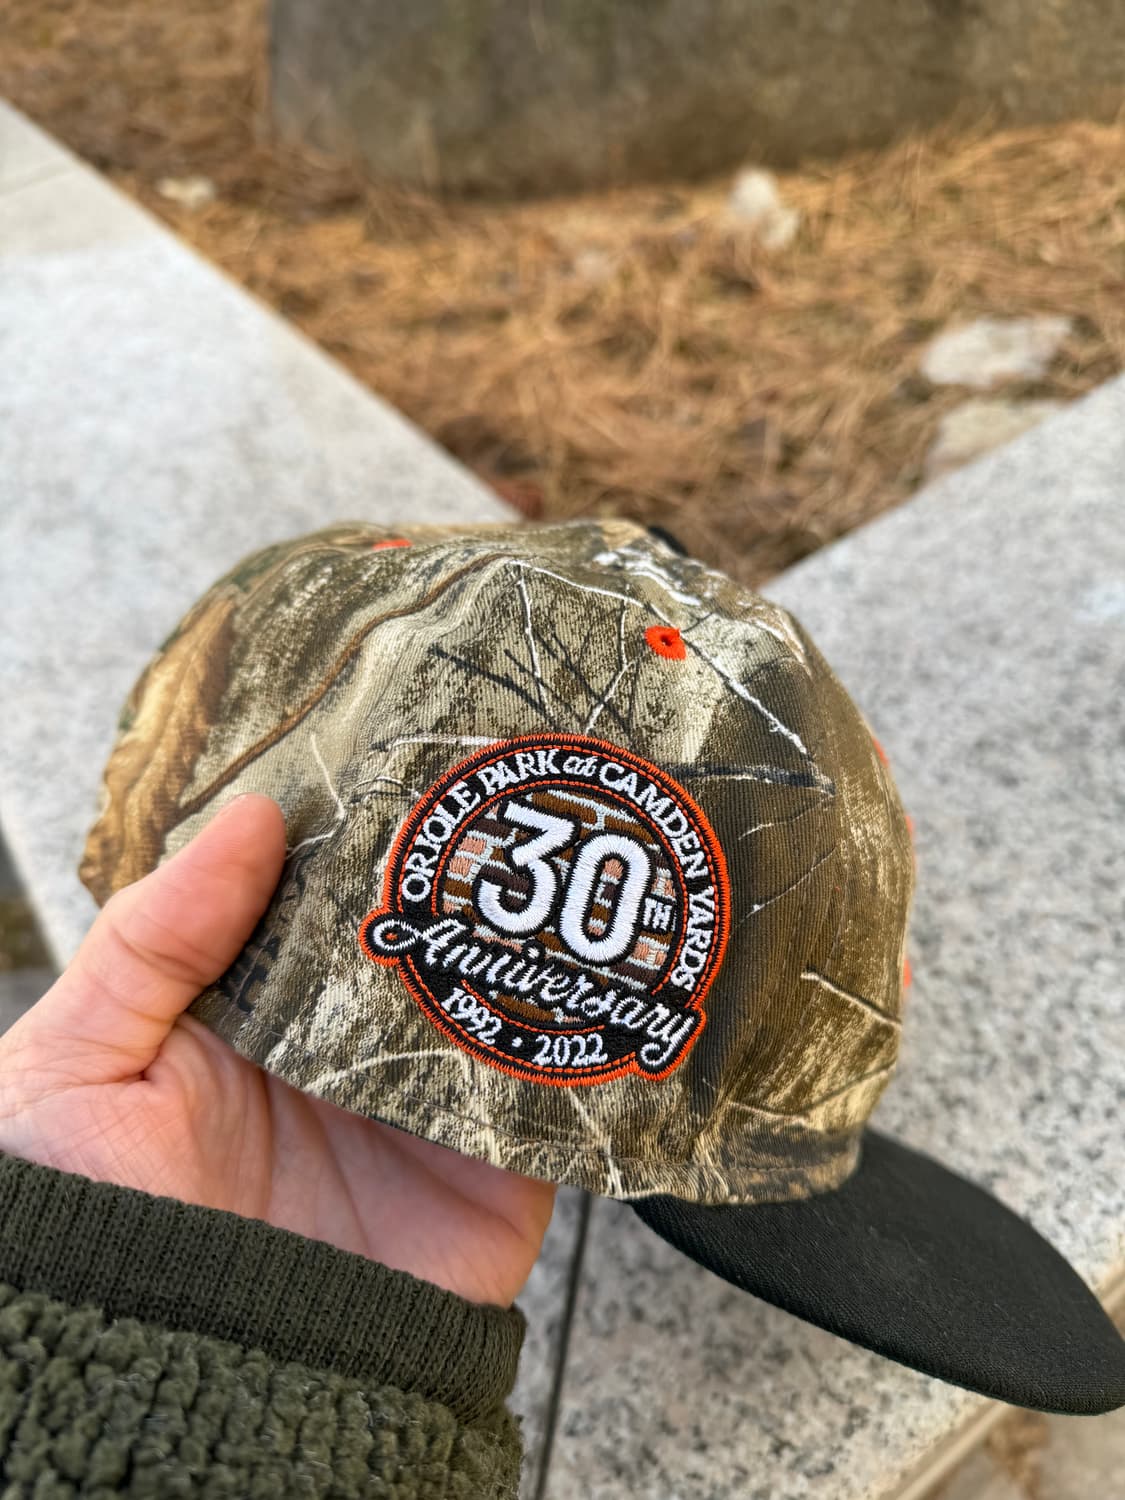 ORIOLE PARK at CAMDEN YARDS
30TH
Anniversary
1992 · 2022